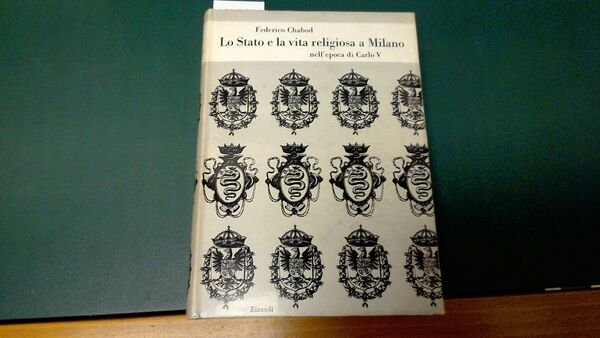 Federico Chabod
Lo Stato e la vita religiosa a Milano
nell'epoca di Carlo V
Einaudi